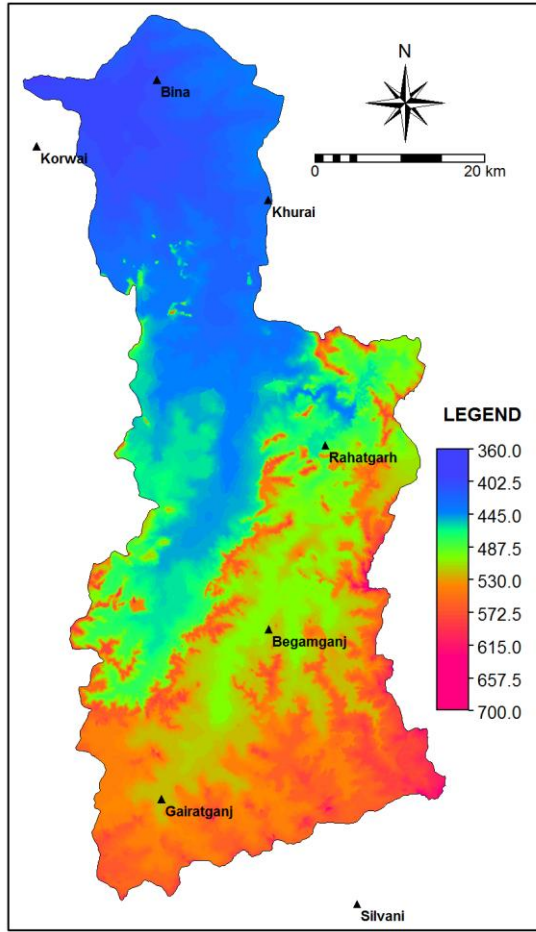 N
Bina
Korwai
0 20 km
Khurai
LEGEND
360.0
402.5
445.0
487.5
530.0
572.5
615.0
657.5
700.0
Rahatgarh
Begamganj
Gairatganj
Silvani